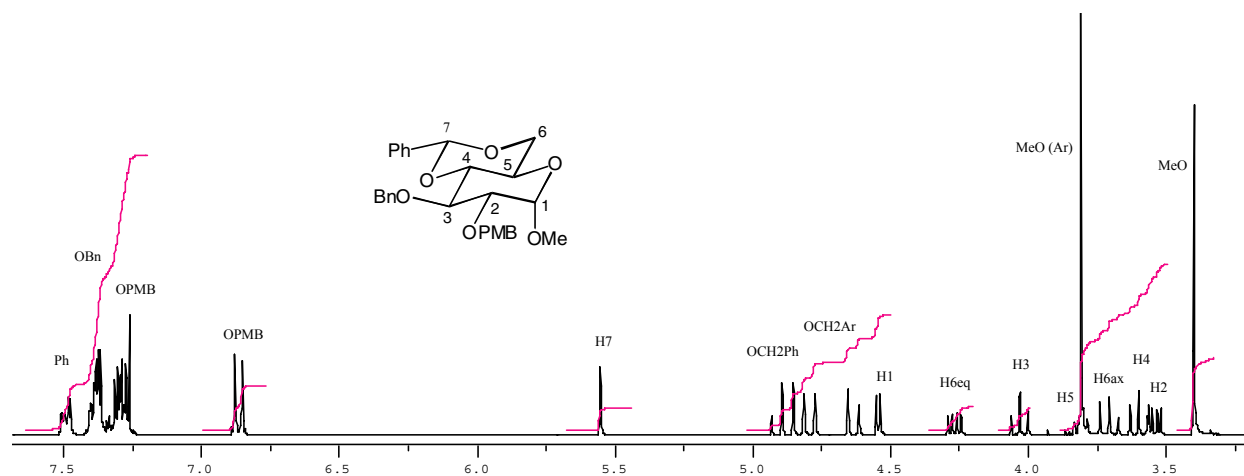 MeO (Ar)
MeO
OBn
OPMB
Ph
OPMB
H7
OCH2Ph
OCH2Ar
H1
H6eq
H3
H5
H6ax
H4
H2
7
6
Ph
O
O
4
5
O
O
BnO
3
2
1
OPMB
OMe
7.5
7.0
6.5
6.0
5.5
5.0
4.5
4.0
3.5